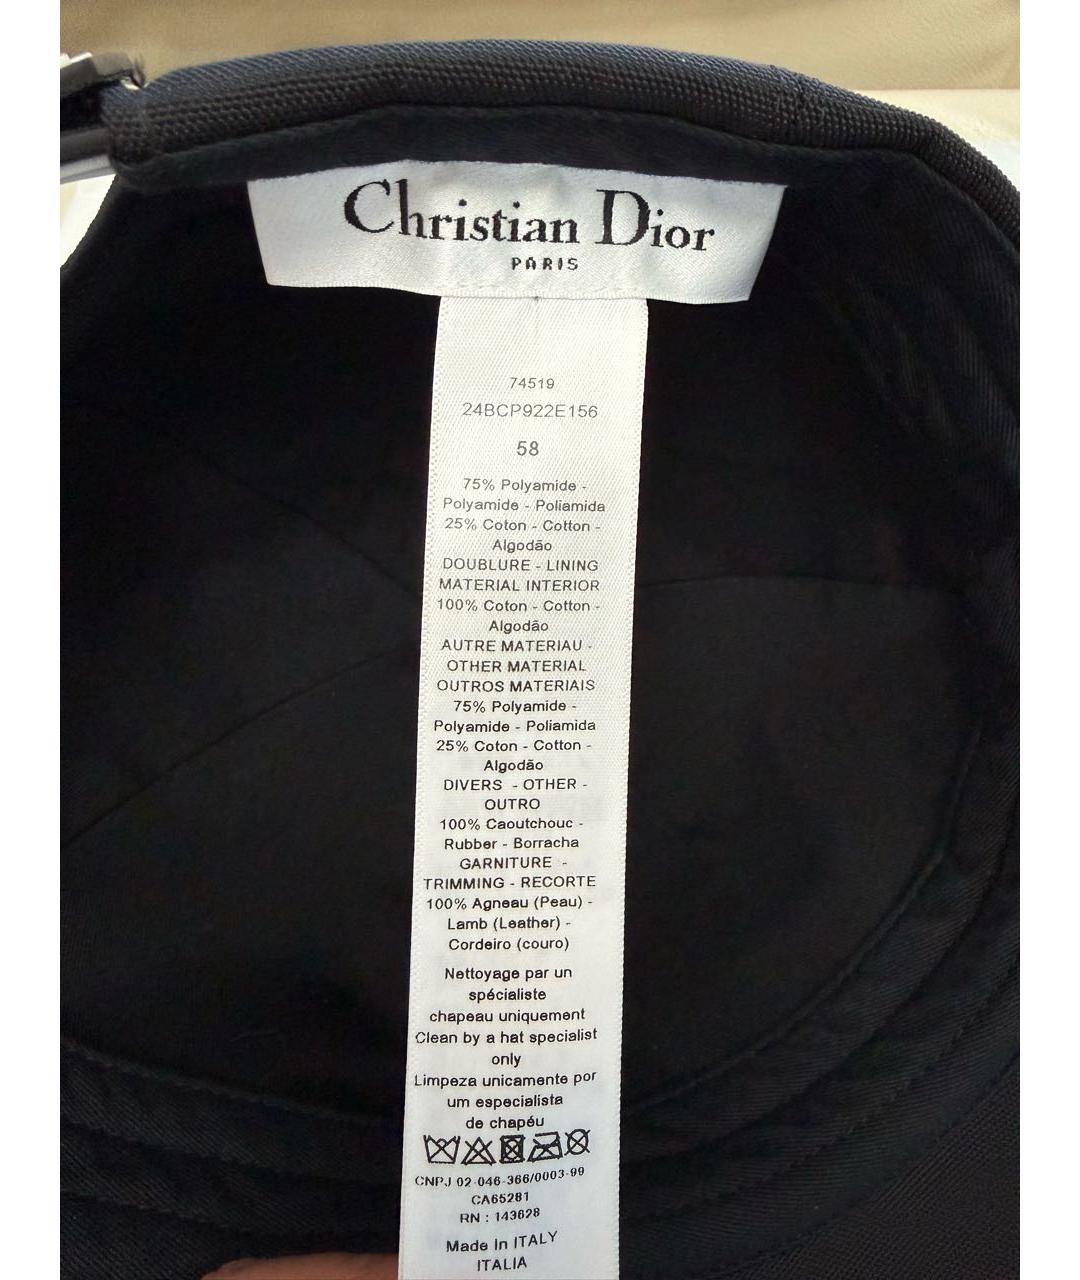 Christian Dior
PARIS
74519
24BCP922E156
58
75% Polyamide -
Polyamide - Poliamida
25% Coton - Cotton -
Algodão
DOUBLURE - LINING
MATERIAL INTERIOR
100% Coton - Cotton -
Algodão
AUTRE MATERIAU -
OTHER MATERIAL
OUTROS MATERIAIS
75% Polyamide -
Polyamide - Poliamida
25% Coton - Cotton -
Algodão
DIVERS - OTHER -
OUTRO
100% Caoutchouc -
Rubber - Borracha
GARNITURE -
TRIMMING - RECORTE
100% Agneau (Peau) -
Lamb (Leather) -
Cordeiro (couro)
Nettoyage par un
spécialiste
chapeau uniquement
Clean by a hat specialist
only
Limpeza unicamente por
um especialista
de chapéu
CNPJ 02-046-366/0003-99
CA65281
RN : 143628
Made in ITALY
ITALIA